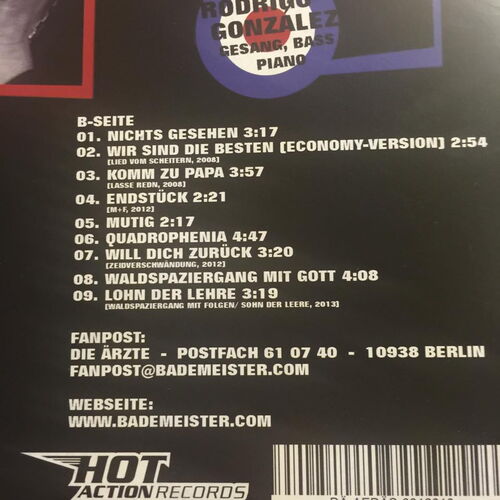 RODRIGO
GONZÁLEZ
GESANG, BASS
PIANO
B-SEITE
01. NICHTS GESEHEN 3:17
02. WIR SIND DIE BESTEN (ECONOMY-VERSION) 2:54
[LIED VOM SCHEITERN, 2008]
03. KOMM ZU PAPA 3:57
[LASSE REDN, 2008]
04. ENDSTÜCK 2:21
[M+F, 2012]
05. MUTIG 2:17
06. QUADROPHENIA 4:47
07. WILL DICH ZURÜCK 3:20
[ZEIDVERSCHWÄNDUNG, 2012]
08. WALDSPAZIERGANG MIT GOTT 4:08
09. LOHN DER LEHRE 3:19
[WALDSPAZIERGANG MIT FOLGEN/ SOHN DER LEERE, 2013]
FANPOST:
DIE ÄRZTE - POSTFACH 61 07 40 - 10938 BERLIN
FANPOST@BADEMEISTER.COM
WEBSEITE:
WWW.BADEMEISTER.COM
HOT
ACTION RECORDS